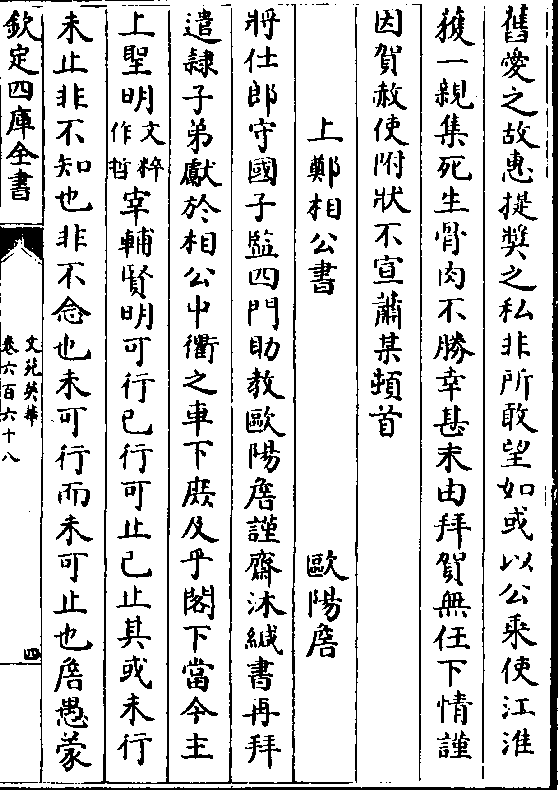 舊愛之故惠提奬之私非所敢望如或以公乘使江淮
獲一親集死生骨肉不勝幸甚末由拜賀無任下情謹
因賀赦使附狀不宣蕭某頓首
上鄭相公書　歐陽詹
將仕郎守國子監四門助教歐陽詹謹齋沐緘書再拜
遣隷子弟獻於相公中衢之車下庶及乎閣下當今主
上聖明文粹作哲宰輔賢明可行已行可止已止其或未行
未止非不知也非不念也未可行而未可止也詹愚蒙
欽定四庫全書
文苑英華
卷六百六十八
四